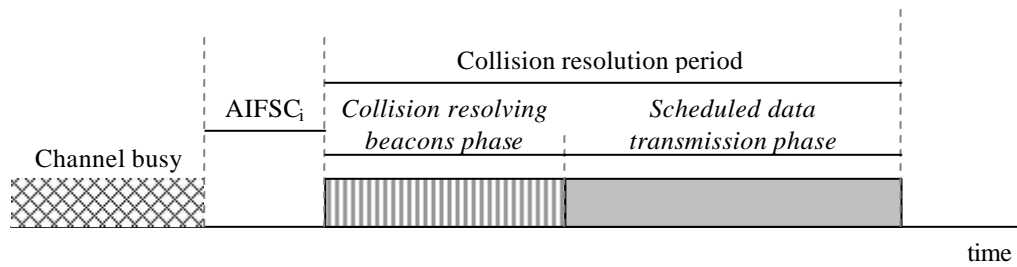 Collision resolution period
AIFSCi
Collision resolving
beacons phase
Scheduled data
transmission phase
Channel busy
time